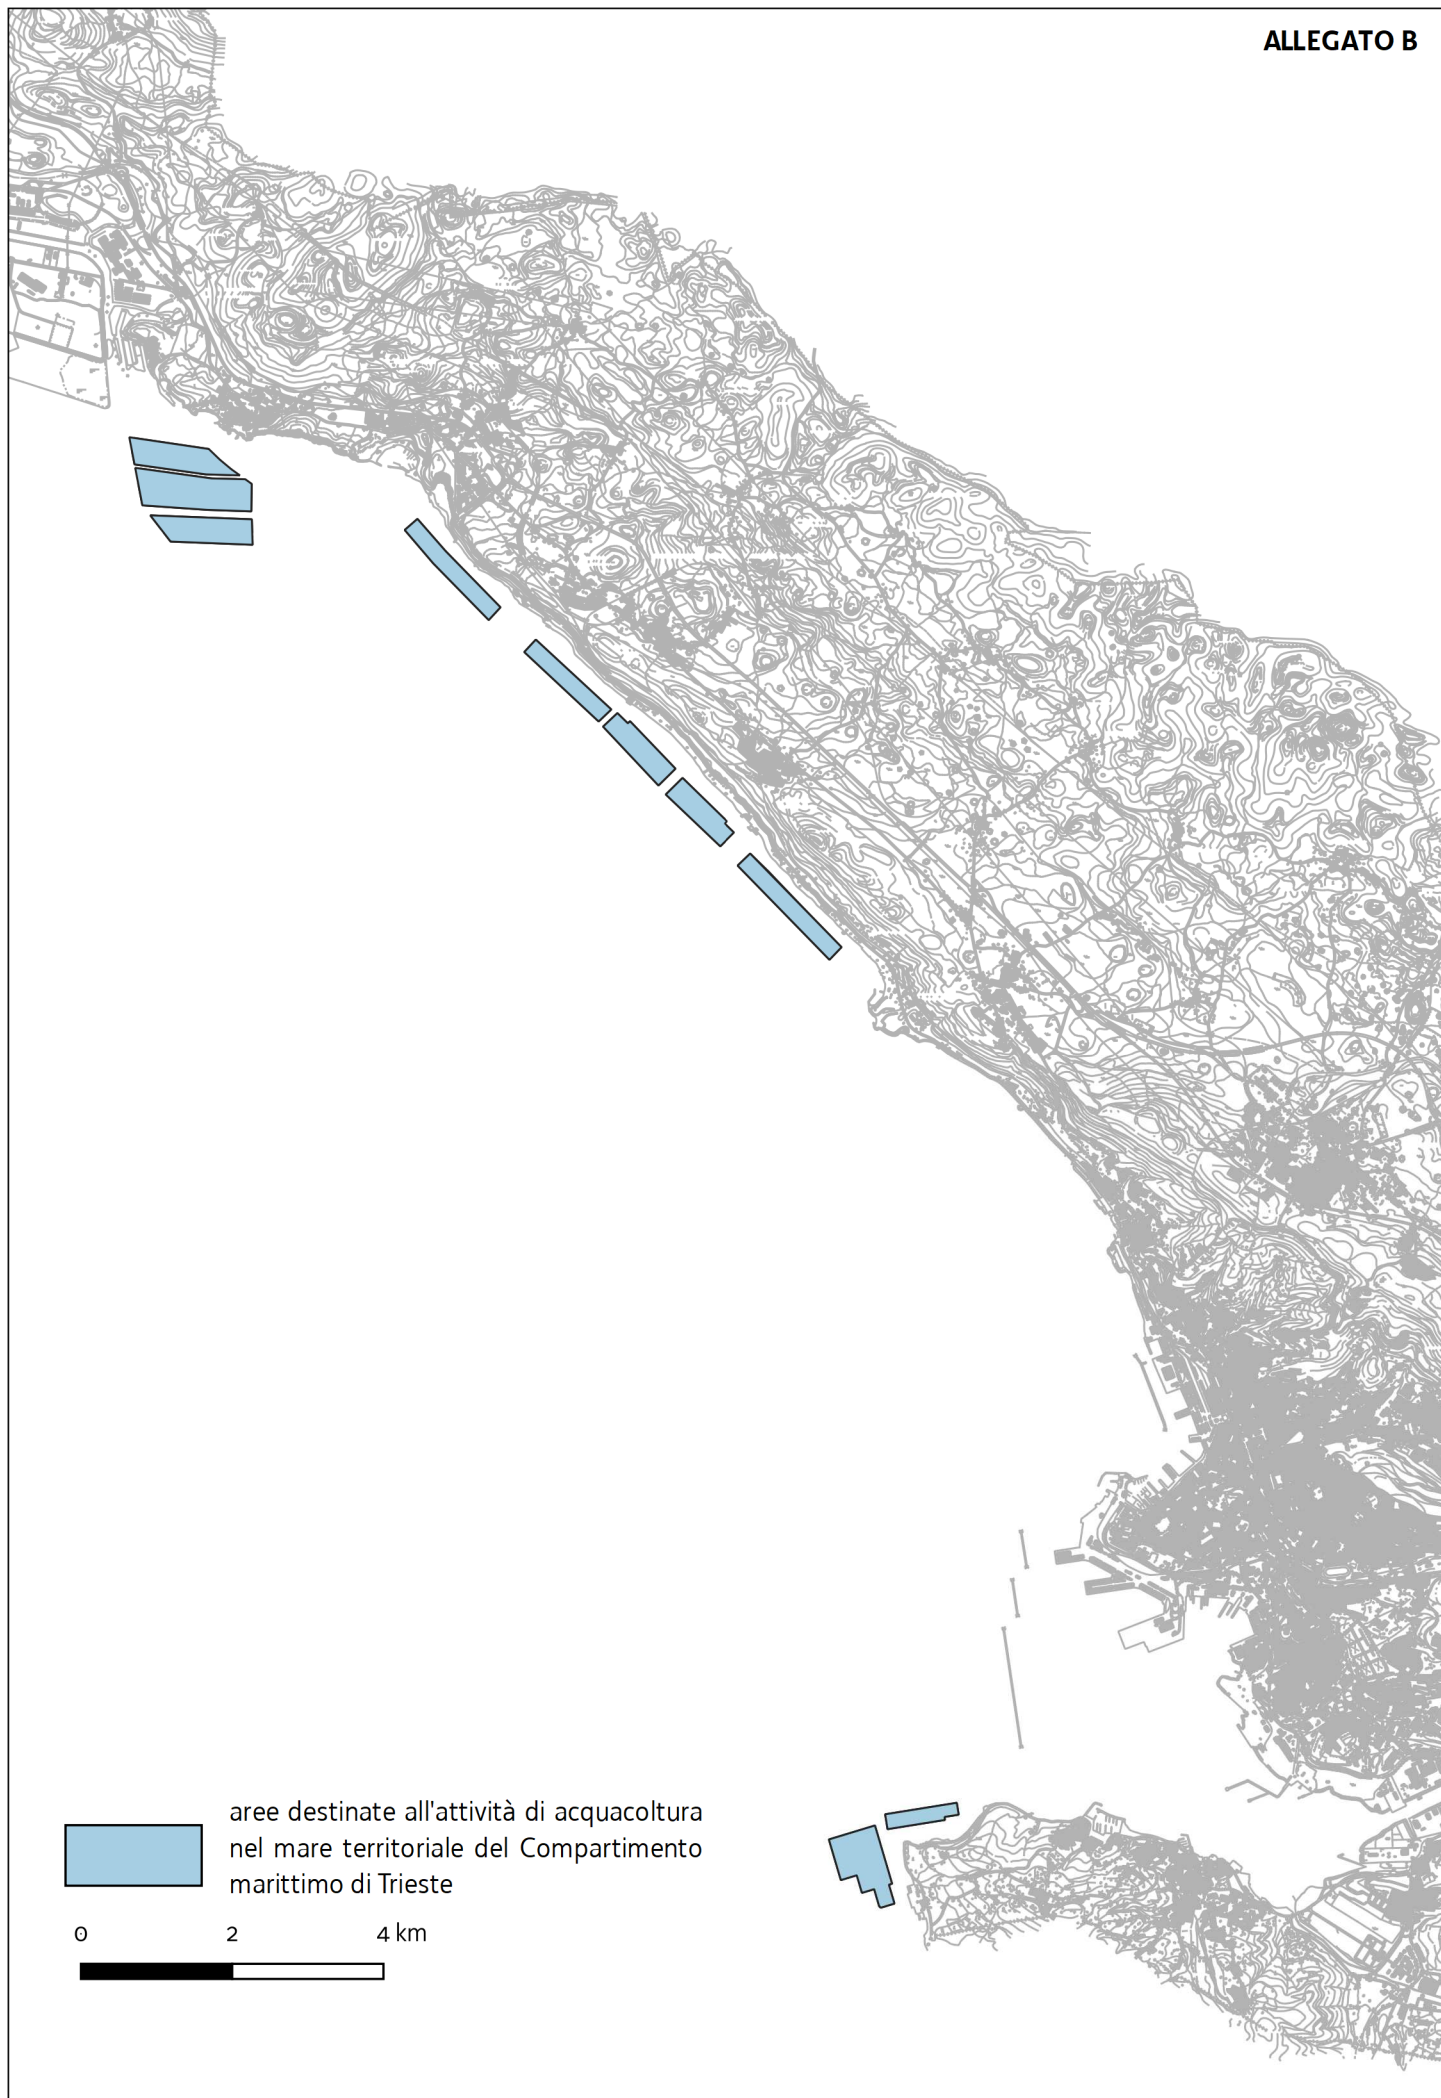 ALLEGATO B
aree destinate all'attività di acquacoltura
nel mare territoriale del Compartimento
marittimo di Trieste
0 2 4 km